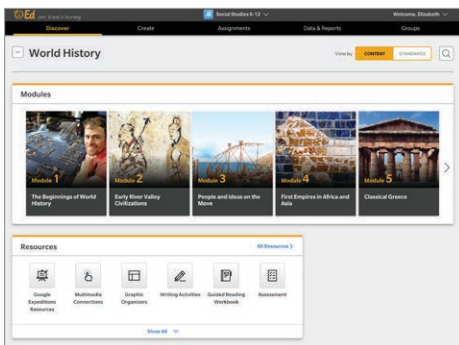 Ed your friend in learning
Social Studies 6-12
Welcome, Elizabeth
Discover
Create
Assignments
Data & Reports
Groups
World History
View by
CONTENT
STANDARDS
Modules
Module 1
The Beginnings of World
History
Module 2
Early River Valley
Civilizations
Module 3
People and Ideas on the
Move
Module 4
First Empires in Africa and
Asia
Module 5
Classical Greece
Resources
All Resources >
Google
Expeditions
Resources
Multimedia
Connections
Graphic
Organizers
Writing Activities
Guided Reading
Workbook
Assessment
Show All